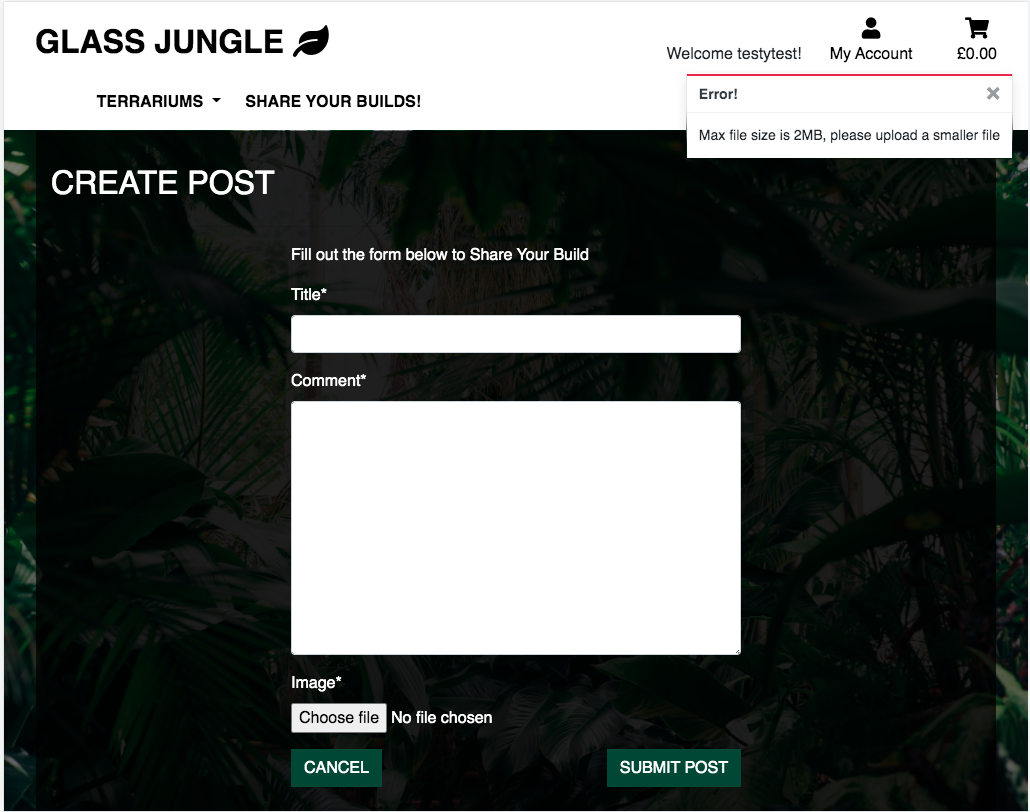 GLASS JUNGLE
Welcome testytest!
My Account
£0.00
TERRARIUMS
SHARE YOUR BUILDS!
Error!
Max file size is 2MB, please upload a smaller file
CREATE POST
Fill out the form below to Share Your Build
Title*
Comment*
Image*
Choose file No file chosen
CANCEL
SUBMIT POST